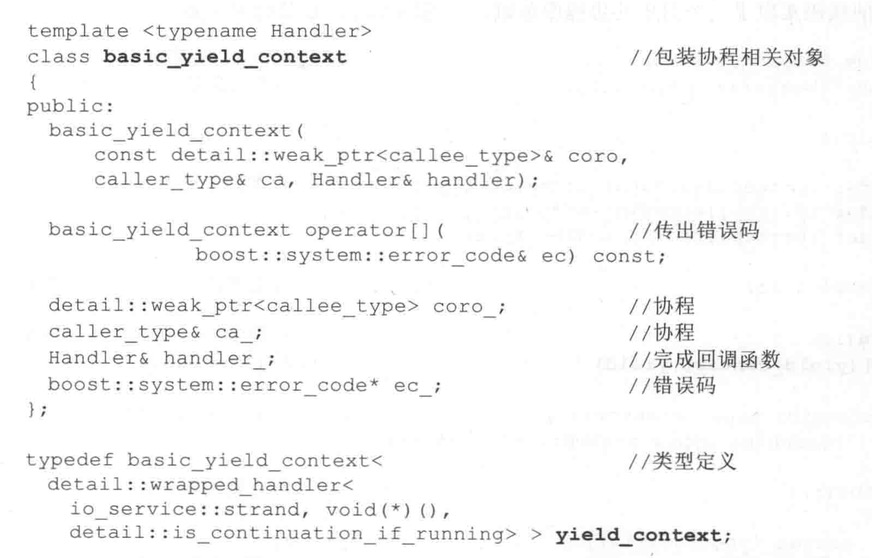 template <typename Handler>
class basic_yield_context //包装协程相关对象
{
public:
basic_yield_context(
const detail::weak_ptr<callee_type>& coro,
caller_type& ca, Handler& handler);
basic_yield_context operator[]( //传出错误码
boost::system::error_code& ec) const;
detail::weak_ptr<callee_type> coro_; //协程
caller_type& ca_; //协程
Handler& handler_; //完成回调函数
boost::system::error_code* ec_; //错误码
};
typedef basic_yield_context< //类型定义
detail::wrapped_handler<
io_service::strand, void(*)(),
detail::is_continuation_if_running> > yield_context;